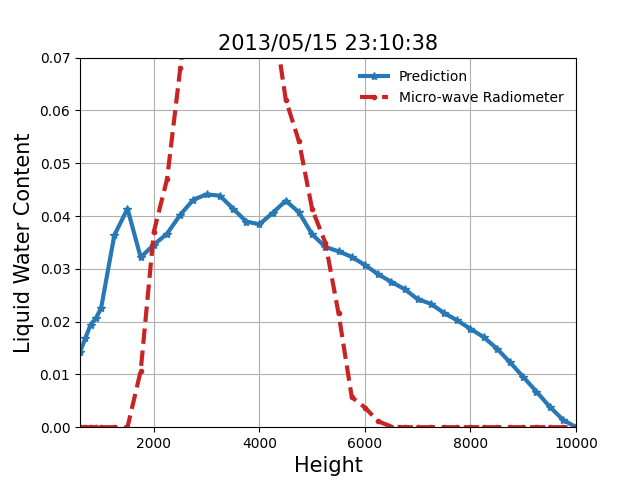 2013/05/15 23:10:38
Prediction
Micro-wave Radiometer
Liquid Water Content
0.07
0.06
0.05
0.04
0.03
0.02
0.01
0.00
2000 4000 6000 8000 10000
Height